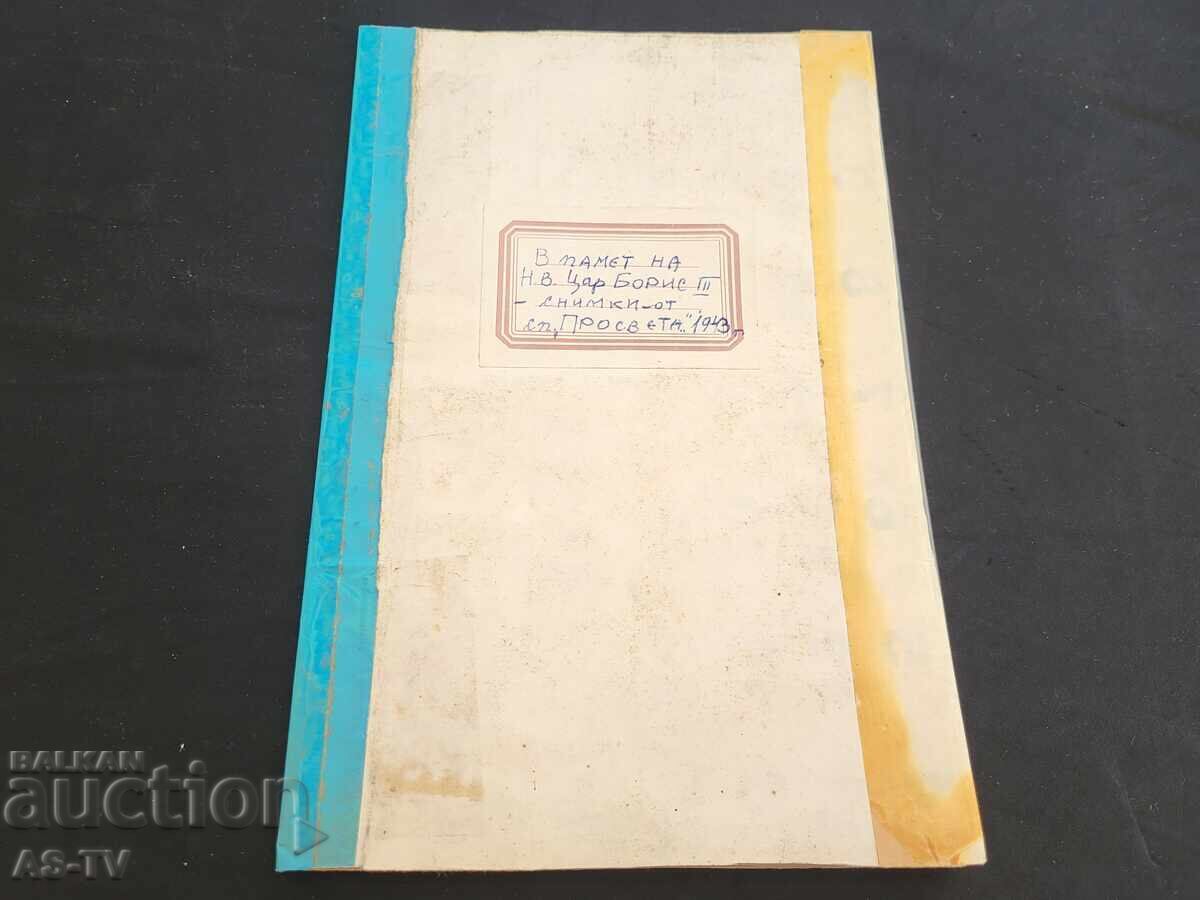 В ПАМЕТ НА
Н.В. Цар БОРИС III
- СНИМКИ - ОТ
сп. "ПРОСВЕТА" 1943 г.
BALKAN
auction
AS-TV